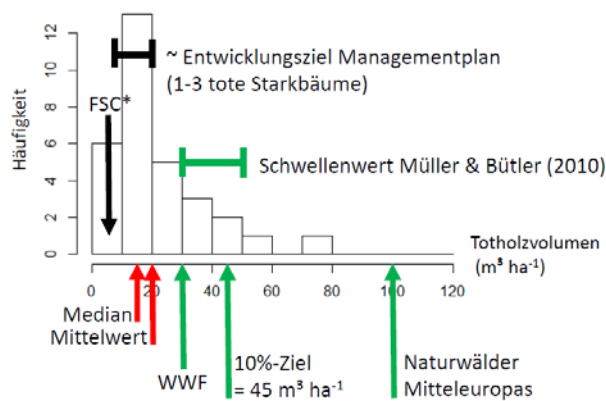 12
~ Entwicklungsziel Managementplan
(1-3 tote Starkbäume)
10
FSC*
8
Häufigkeit
6
Schwellenwert Müller & Bütler (2010)
4
2
0
Totholzvolumen
(m³ ha⁻¹)
0 20 40 60 80 100 120
Median
Mittelwert
WWF
10%-Ziel
= 45 m³ ha⁻¹
Naturwälder
Mitteleuropas